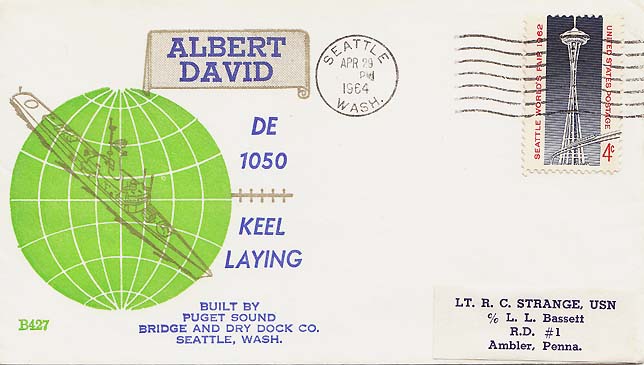 ALBERT
DAVID
SEATTLE
APR 29
PM
1964
WASH.
SEATTLE WORLD'S FAIR 1962
UNITED STATES POSTAGE
4¢
DE
1050
KEEL
LAYING
BUILT BY
PUGET SOUND
BRIDGE AND DRY DOCK CO.
SEATTLE, WASH.
B427
LT. R. C. STRANGE, USN
c/o L. L. Bassett
R.D. #1
Ambler, Penna.